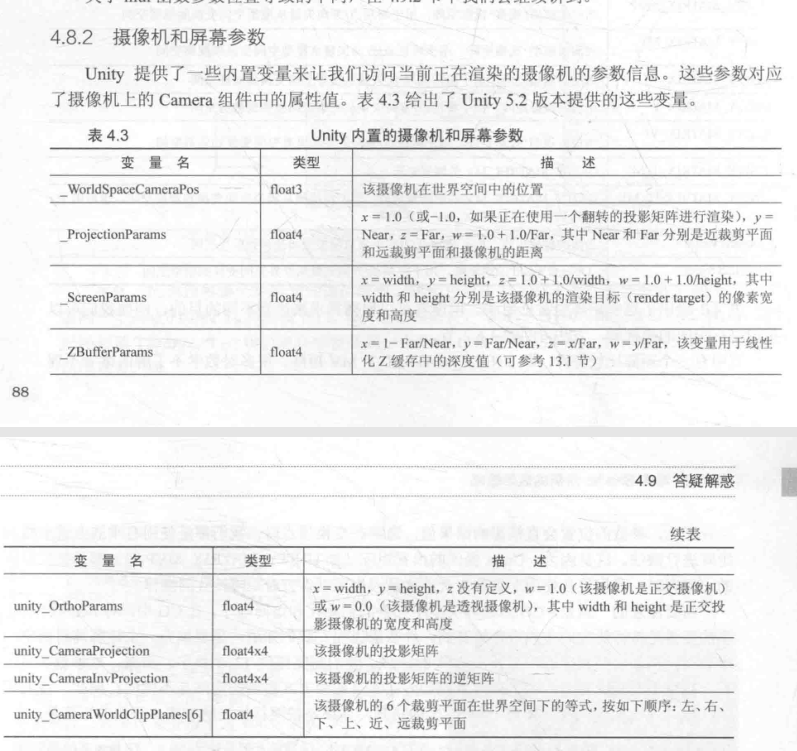 4.8.2 摄像机和屏幕参数
Unity 提供了一些内置变量来让我们访问当前正在渲染的摄像机的参数信息。这些参数对应
了摄像机上的 Camera 组件中的属性值。表 4.3 给出了 Unity 5.2 版本提供的这些变量。
表 4.3 Unity 内置的摄像机和屏幕参数
变 量 名 类型 描 述
_WorldSpaceCameraPos float3 该摄像机在世界空间中的位置
x = 1.0（或−1.0，如果正在使用一个翻转的投影矩阵进行渲染），y =
_ProjectionParams float4 Near，z = Far，w = 1.0 + 1.0/Far，其中 Near 和 Far 分别是近裁剪平面
和远裁剪平面和摄像机的距离
x = width，y = height，z = 1.0 + 1.0/width，w = 1.0 + 1.0/height，其中
_ScreenParams float4 width 和 height 分别是该摄像机的渲染目标（render target）的像素宽
度和高度
x = 1− Far/Near，y = Far/Near，z = x/Far，w = y/Far，该变量用于线性
_ZBufferParams float4 化 Z 缓存中的深度值（可参考 13.1 节）
88
4.9 答疑解惑
续表
变 量 名 类型 描 述
x = width，y = height，z 没有定义，w = 1.0（该摄像机是正交摄像机）
unity_OrthoParams float4 或 w = 0.0（该摄像机是透视摄像机），其中 width 和 height 是正交投
影摄像机的宽度和高度
unity_CameraProjection float4x4 该摄像机的投影矩阵
unity_CameraInvProjection float4x4 该摄像机的投影矩阵的逆矩阵
unity_CameraWorldClipPlanes[6] float4 该摄像机的 6 个裁剪平面在世界空间下的等式，按如下顺序：左、右、
下、上、近、远裁剪平面